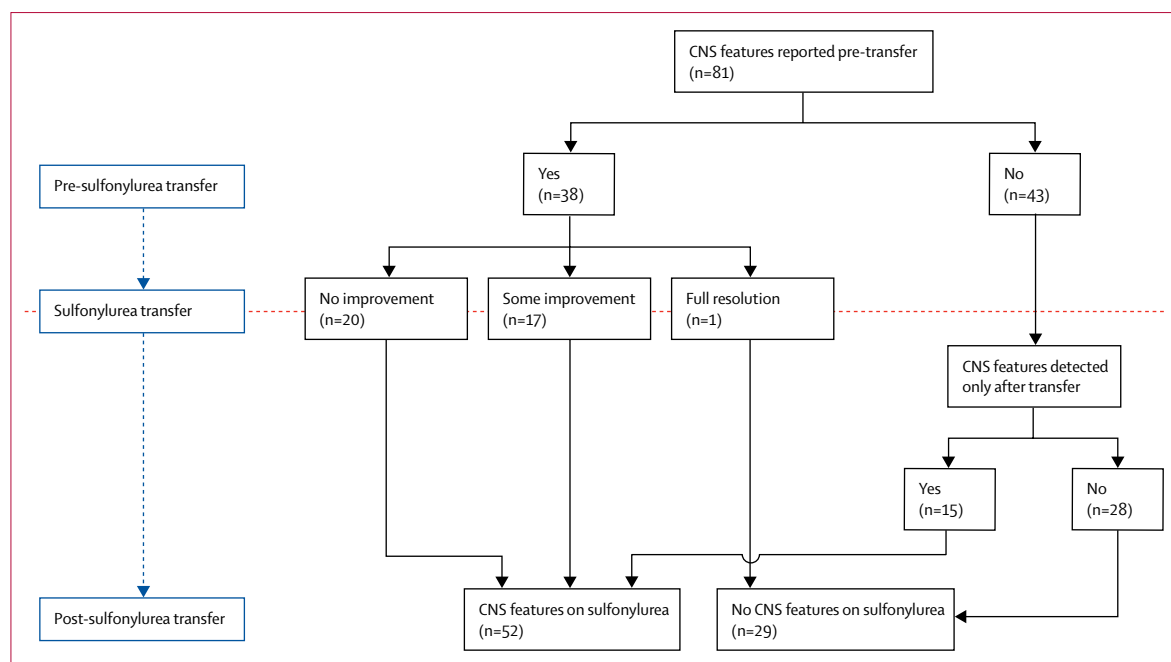 CNS features reported pre-transfer
(n=81)
Yes
(n=38)
No
(n=43)
Pre-sulfonylurea transfer
No improvement
(n=20)
Some improvement
(n=17)
Full resolution
(n=1)
Sulfonylurea transfer
CNS features detected
only after transfer
Yes
(n=15)
No
(n=28)
Post-sulfonylurea transfer
CNS features on sulfonylurea
(n=52)
No CNS features on sulfonylurea
(n=29)